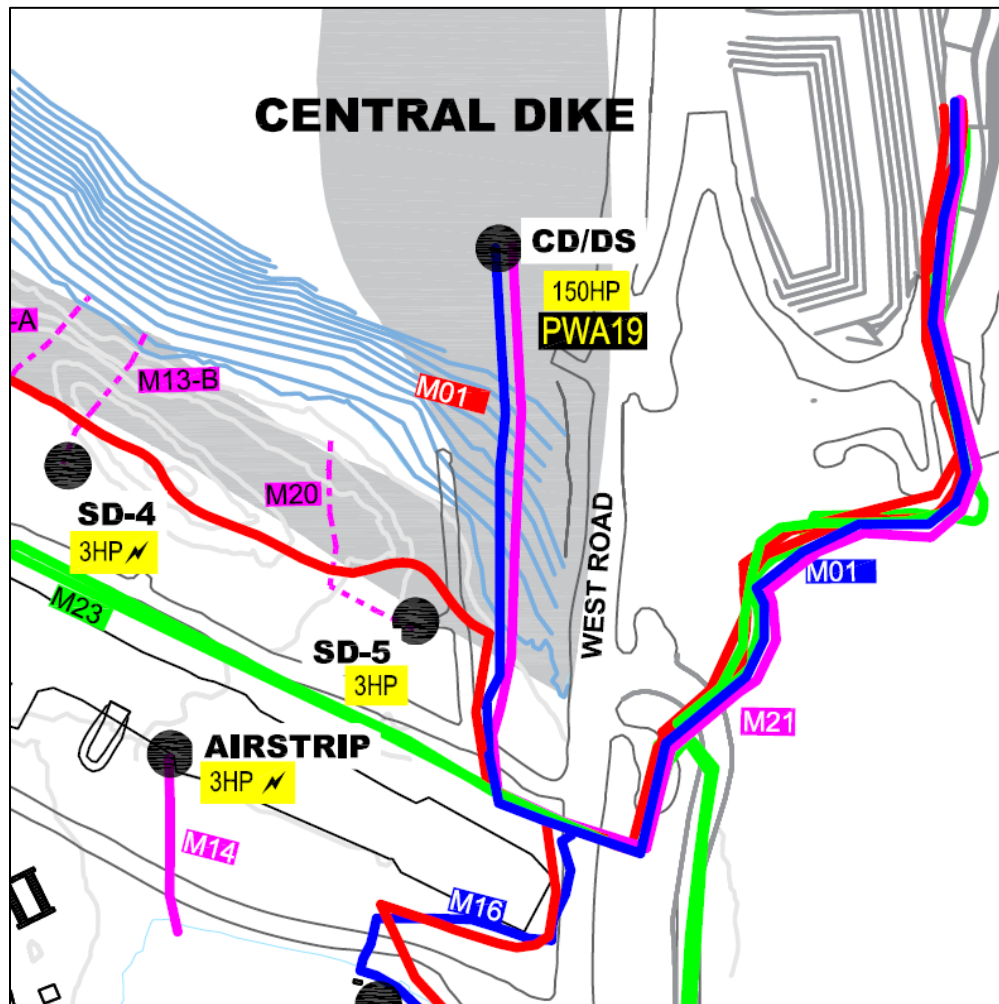 CENTRAL DIKE
CD/DS
150HP
PWA19
-A
M13-B
M01
M20
SD-4
3HP
WEST ROAD
M01
M23
SD-5
3HP
M21
AIRSTRIP
3HP
M14
M16